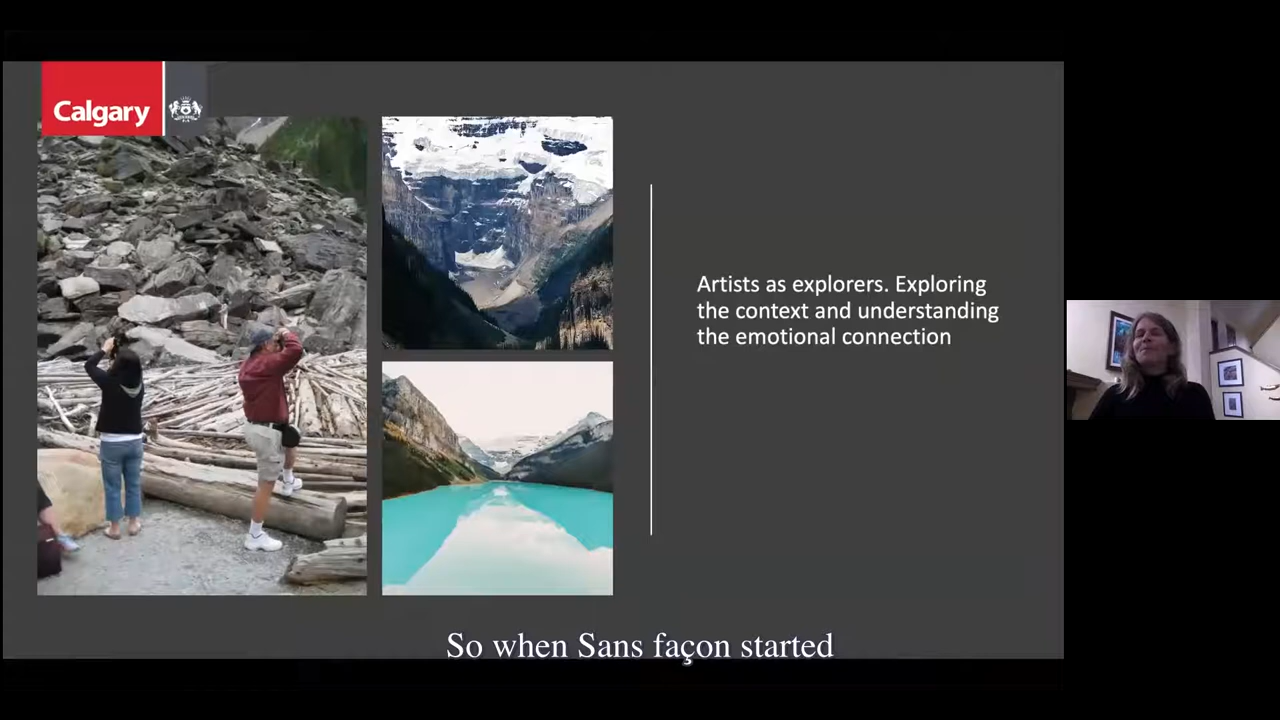 Calgary
Artists as explorers. Exploring
the context and understanding
the emotional connection
So when Sans façon started